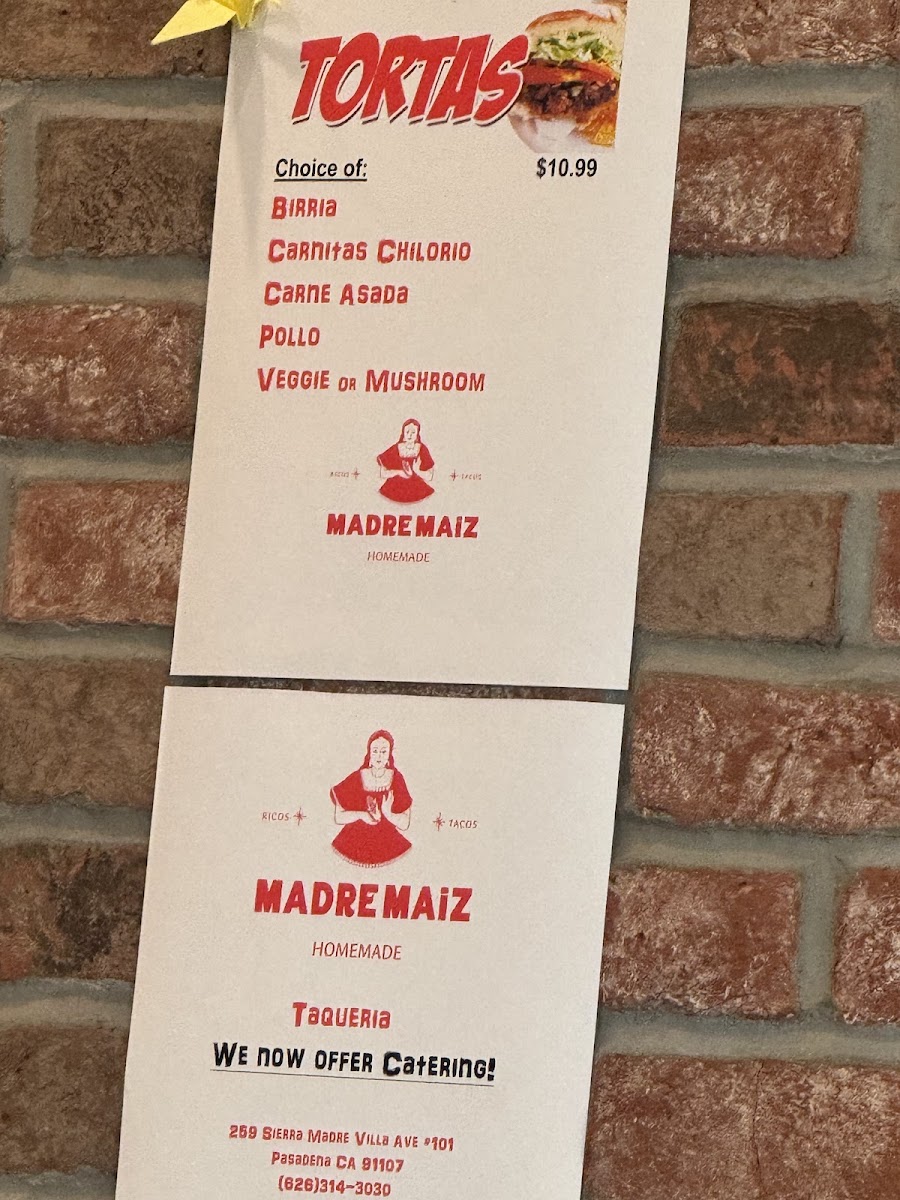 TORTAS
Choice of: $10.99
Birria
Carnitas Chilorio
Carne Asada
Pollo
Veggie or Mushroom
RICOS TACOS
MADRE MAiZ
HOMEMADE
RICOS TACOS
MADRE MAiZ
HOMEMADE
Taqueria
We now offer Catering!
259 Sierra Madre Villa Ave #101
Pasadena CA 91107
(626)314-3030